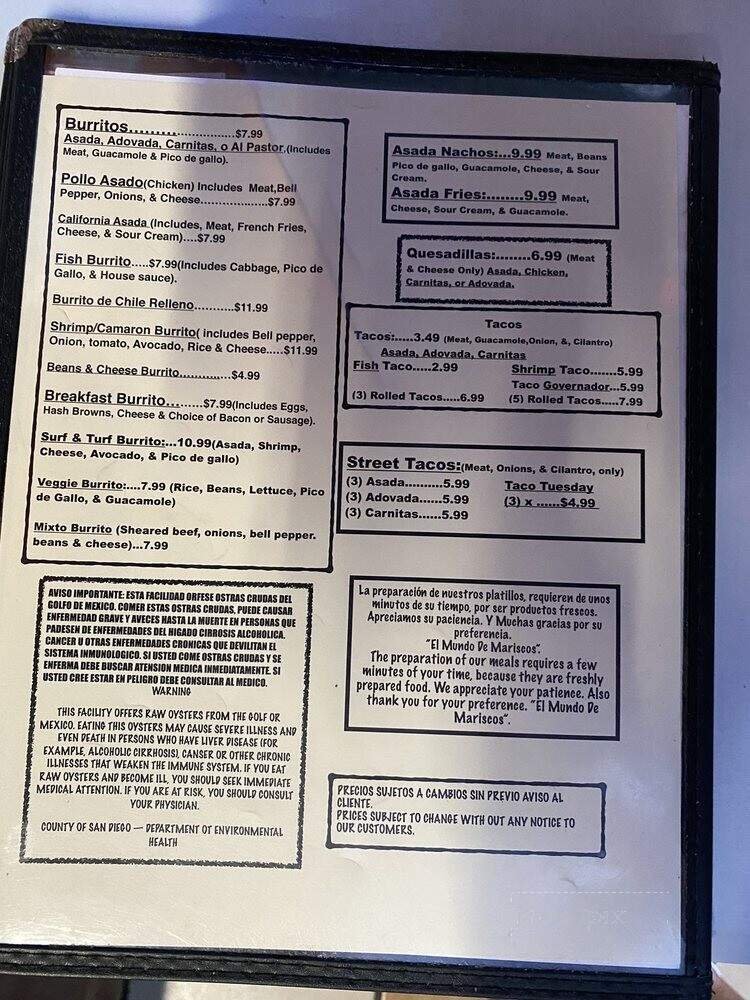 Burritos............................$7.99
Asada, Adovada, Carnitas, o Al Pastor.(Includes
Meat, Guacamole & Pico de gallo).
Pollo Asado(Chicken) Includes Meat,Bell
Pepper, Onions, & Cheese...................$7.99
California Asada (Includes, Meat, French Fries,
Cheese, & Sour Cream)....$7.99
Fish Burrito.....$7.99(Includes Cabbage, Pico de
Gallo, & House sauce).
Burrito de Chile Relleno...........$11.99
Shrimp/Camaron Burrito( includes Bell pepper,
Onion, tomato, Avocado, Rice & Cheese.....$11.99
Beans & Cheese Burrito..............$4.99
Breakfast Burrito.........$7.99(Includes Eggs,
Hash Browns, Cheese & Choice of Bacon or Sausage).
Surf & Turf Burrito:...10.99(Asada, Shrimp,
Cheese, Avocado, & Pico de gallo)
Veggie Burrito:....7.99 (Rice, Beans, Lettuce, Pico
de Gallo, & Guacamole)
Mixto Burrito (Sheared beef, onions, bell pepper.
beans & cheese)...7.99
AVISO IMPORTANTE: ESTA FACILIDAD ORFESE OSTRAS CRUDAS DEL
GOLFO DE MEXICO. COMER ESTAS OSTRAS CRUDAS, PUEDE CAUSAR
ENFERMEDAD GRAVE Y AVECES HASTA LA MUERTE EN PERSONAS QUE
PADESEN DE ENFERMEDADES DEL HIGADO CIRROSIS ALCOHOLICA.
CANCER U OTRAS ENFERMEDADES CRONICAS QUE DEVILITAN EL
SISTEMA INMUNOLOGICO. SI USTED COME OSTRAS CRUDAS Y SE
ENFERMA DEBE BUSCAR ATENSION MEDICA INMEDIATAMENTE. SI
USTED CREE ESTAR EN PELIGRO DEBE CONSULTAR AL MEDICO.
WARNING
THIS FACILITY OFFERS RAW OYSTERS FROM THE GOLF OF
MEXICO. EATING THIS OYSTERS MAY CAUSE SEVERE ILLNESS AND
EVEN DEATH IN PERSONS WHO HAVE LIVER DISEASE (FOR
EXAMPLE, ALCOHOLIC CIRRHOSIS), CANSER OR OTHER CHRONIC
ILLNESSES THAT WEAKEN THE IMMUNE SYSTEM. IF YOU EAT
RAW OYSTERS AND BECOME ILL, YOU SHOULD SEEK IMMEDIATE
MEDICAL ATTENTION. IF YOU ARE AT RISK, YOU SHOULD CONSULT
YOUR PHYSICIAN.
COUNTY OF SAN DIEGO — DEPARTMENT OT ENVIRONMENTAL
HEALTH
Asada Nachos:...9.99 Meat, Beans
Pico de gallo, Guacamole, Cheese, & Sour
Cream.
Asada Fries:........9.99 Meat,
Cheese, Sour Cream, & Guacamole.
Quesadillas:........6.99 (Meat
& Cheese Only) Asada, Chicken,
Carnitas, or Adovada.
Tacos
Tacos:.....3.49 (Meat, Guacamole,Onion, &, Cilantro)
Asada, Adovada, Carnitas
Fish Taco.....2.99 Shrimp Taco.......5.99
Taco Governador...5.99
(3) Rolled Tacos.....6.99 (5) Rolled Tacos.....7.99
Street Tacos:(Meat, Onions, & Cilantro, only)
(3) Asada..........5.99 Taco Tuesday
(3) Adovada......5.99 (3) x ......$4.99
(3) Carnitas......5.99
La preparación de nuestros platillos, requieren de unos
minutos de su tiempo, por ser productos frescos.
Apreciamos su paciencia. Y Muchas gracias por su
preferencia.
"El Mundo De Mariscos".
The preparation of our meals requires a few
minutes of your time, because they are freshly
prepared food. We appreciate your patience. Also
thank you for your preference. "El Mundo De
Mariscos".
PRECIOS SUJETOS A CAMBIOS SIN PREVIO AVISO AL
CLIENTE.
PRICES SUBJECT TO CHANGE WITH OUT ANY NOTICE TO
OUR CUSTOMERS.